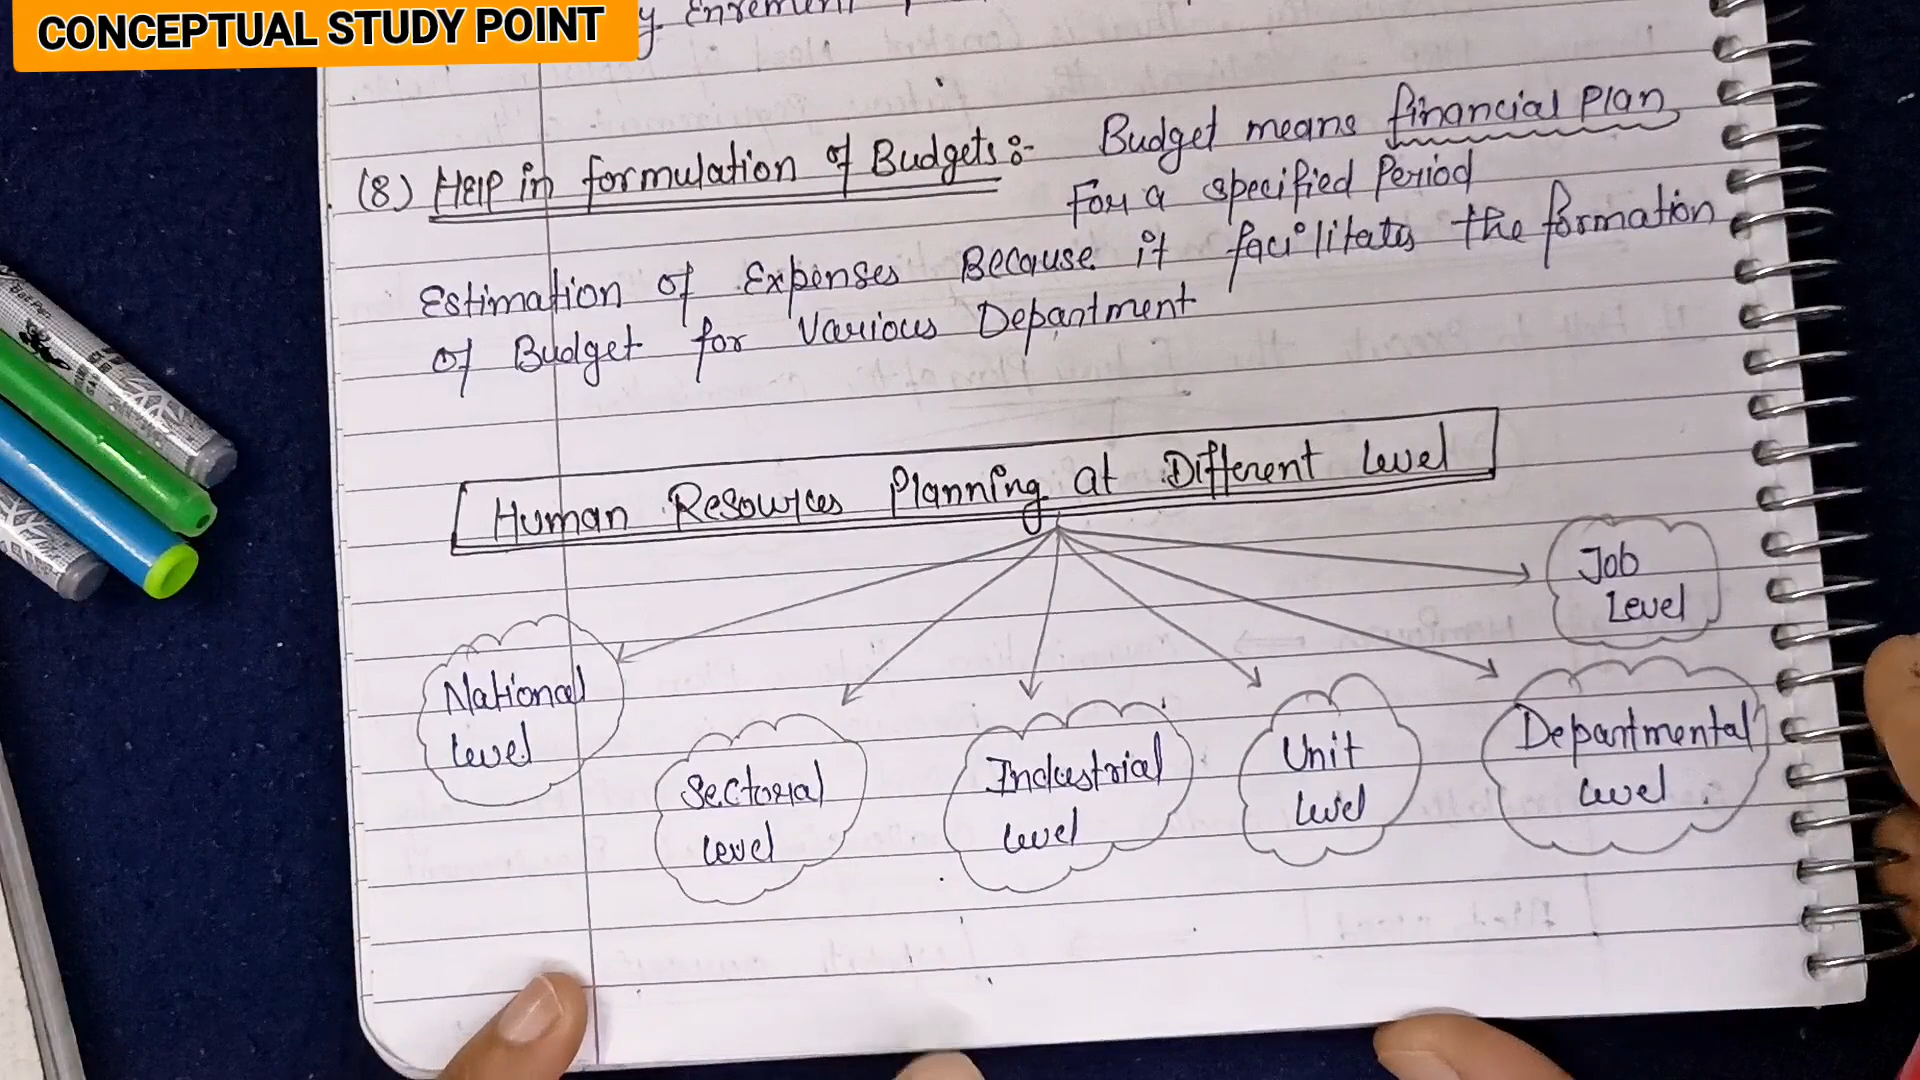 CONCEPTUAL STUDY POINT
(8) Help in formulation of Budgets :- Budget means financial Plan
For a specified Period
Estimation of Expenses Because it facilitates the formation
of Budget for Various Department
Human Resources Planning at Different Level
Job
Level
National
Level
Sectorial
Level
Industrial
Level
Unit
Level
Departmental
Level